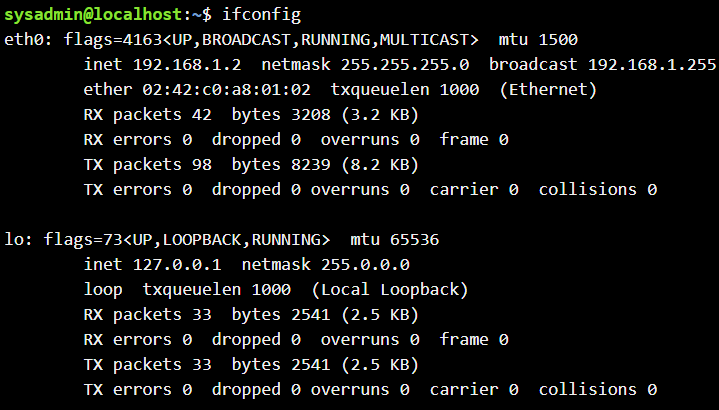 sysadmin@localhost:~$ ifconfig
eth0: flags=4163<UP,BROADCAST,RUNNING,MULTICAST>  mtu 1500
        inet 192.168.1.2  netmask 255.255.255.0  broadcast 192.168.1.255
        ether 02:42:c0:a8:01:02  txqueuelen 1000  (Ethernet)
        RX packets 42  bytes 3208 (3.2 KB)
        RX errors 0  dropped 0  overruns 0  frame 0
        TX packets 98  bytes 8239 (8.2 KB)
        TX errors 0  dropped 0 overruns 0  carrier 0  collisions 0

lo: flags=73<UP,LOOPBACK,RUNNING>  mtu 65536
        inet 127.0.0.1  netmask 255.0.0.0
        loop  txqueuelen 1000  (Local Loopback)
        RX packets 33  bytes 2541 (2.5 KB)
        RX errors 0  dropped 0  overruns 0  frame 0
        TX packets 33  bytes 2541 (2.5 KB)
        TX errors 0  dropped 0 overruns 0  carrier 0  collisions 0